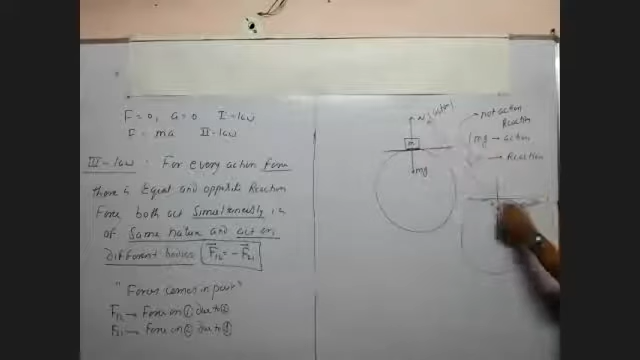 F = 0, a = 0 I - law
F = ma II - law
III - law - For every action force
there is Equal and opposite Reaction
Force both act simultaneously is
of same nature and act on
different bodies F⃗12 = -F⃗21
"Forces comes in pair"
F12 → Force on ① due to ②
F21 → Force on ② due to ①
N
m
mg
not action
Reaction
mg → action
→ Reaction